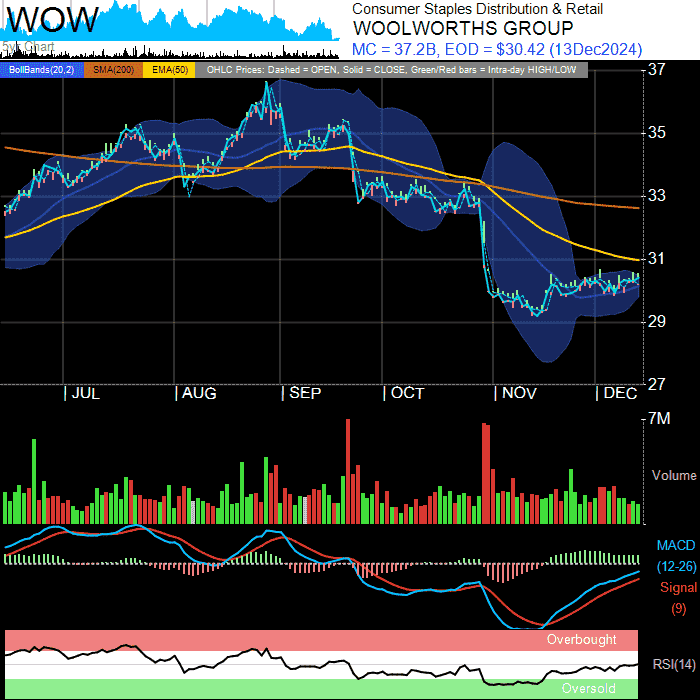 WOW
5yr Chart
Consumer Staples Distribution & Retail
WOOLWORTHS GROUP
MC = 37.2B, EOD = $30.42 (13Dec2024)
BollBands(20,2) SMA(200) EMA(50) OHLC Prices: Dashed = OPEN, Solid = CLOSE, Green/Red bars = Intra-day HIGH/LOW
37
35
33
31
29
27
JUL AUG SEP OCT NOV DEC
7M
Volume
MACD
(12-26)
Signal
(9)
Overbought
RSI(14)
Oversold